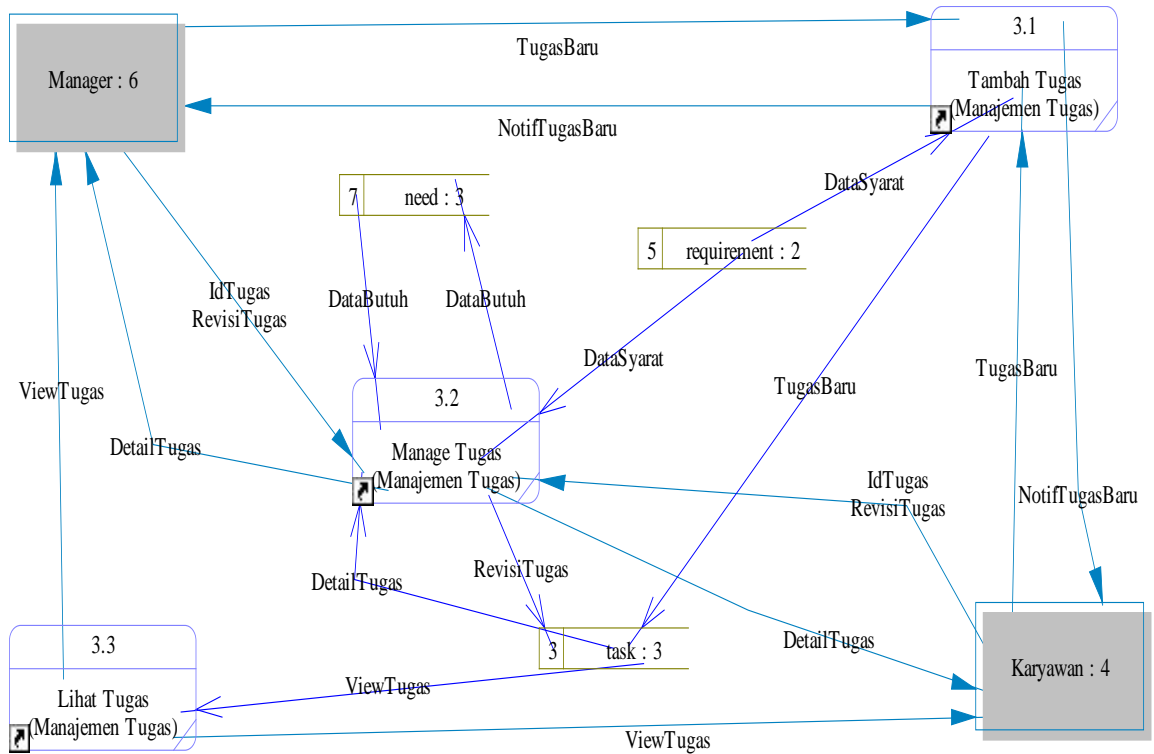 3.1
TugasBaru
Manager : 6
Tambah Tugas
(Manajemen Tugas)
NotifTugasBaru
DataSyarat
7
need : 3
5
requirement : 2
IdTugas
RevisiTugas
DataButuh
DataButuh
DataSyarat
TugasBaru
TugasBaru
ViewTugas
3.2
DetailTugas
Manage Tugas
(Manajemen Tugas)
IdTugas
RevisiTugas
NotifTugasBaru
DetailTugas
RevisiTugas
3.3
3
task : 3
DetailTugas
Karyawan : 4
ViewTugas
Lihat Tugas
(Manajemen Tugas)
ViewTugas